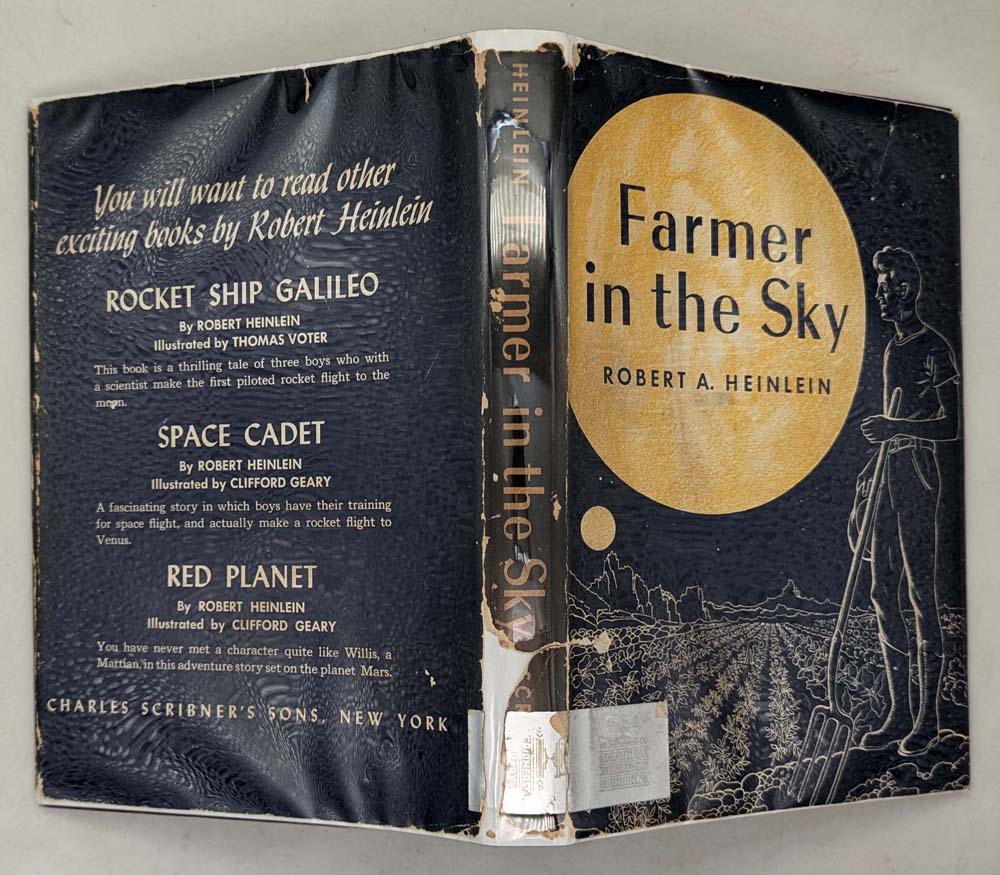 You will want to read other
exciting books by Robert Heinlein
ROCKET SHIP GALILEO
By ROBERT HEINLEIN
Illustrated by THOMAS VOTER
This book is a thrilling tale of three boys who with
a scientist make the first piloted rocket flight to the
moon.
SPACE CADET
By ROBERT HEINLEIN
Illustrated by CLIFFORD GEARY
A fascinating story in which boys have their training
for space flight, and actually make a rocket flight to
Venus.
RED PLANET
By ROBERT HEINLEIN
Illustrated by CLIFFORD GEARY
You have never met a character quite like Willis, a
Martian, in this adventure story set on the planet Mars.
CHARLES SCRIBNER'S SONS, NEW YORK
HEINLEIN
Farmer in the Sky
Farmer
in the Sky
ROBERT A. HEINLEIN